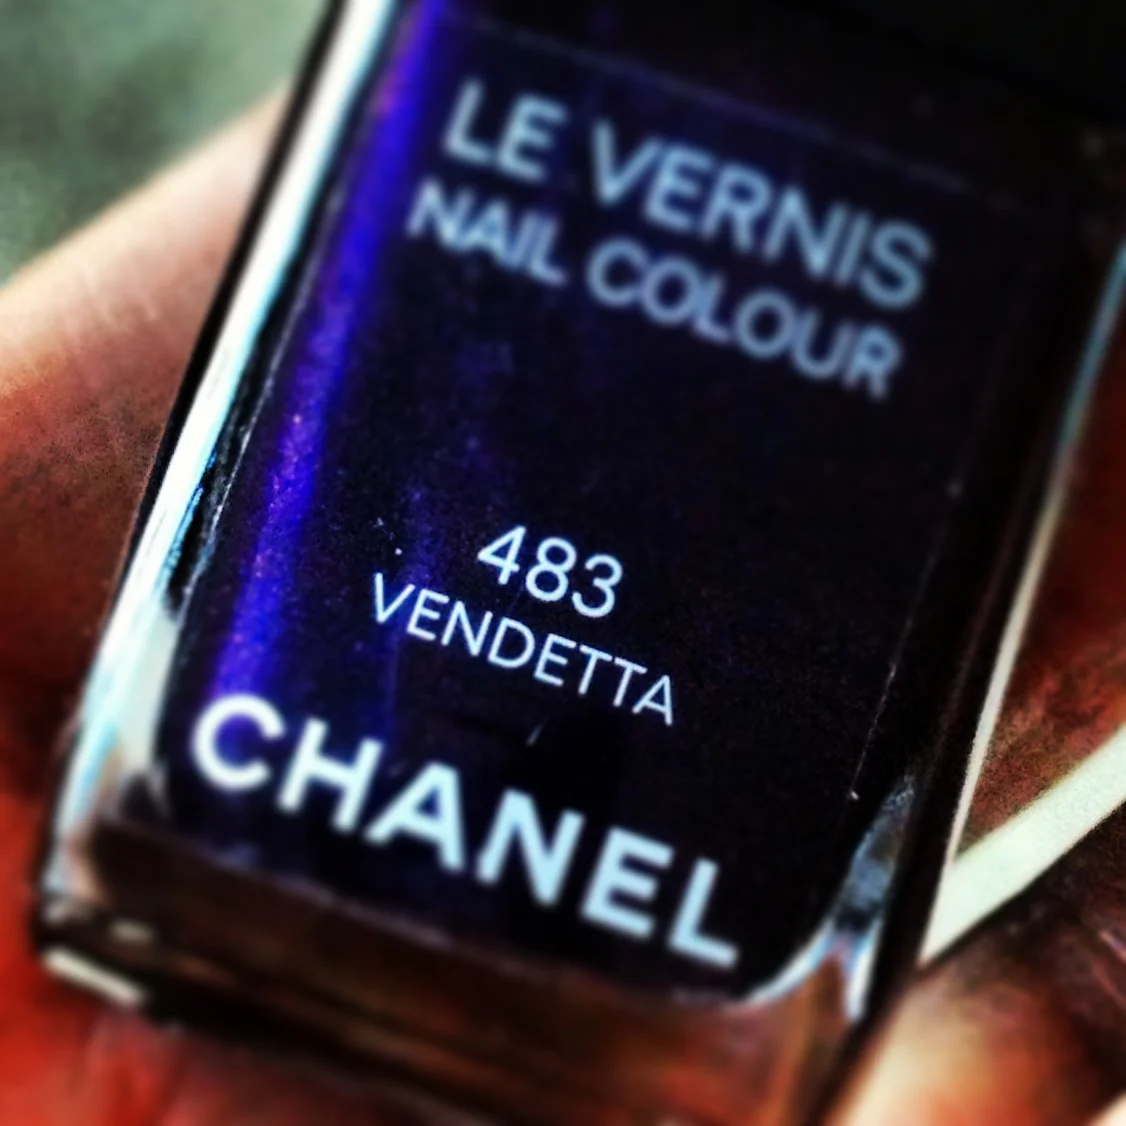 LE VERNIS
NAIL COLOUR
483
VENDETTA
CHANEL